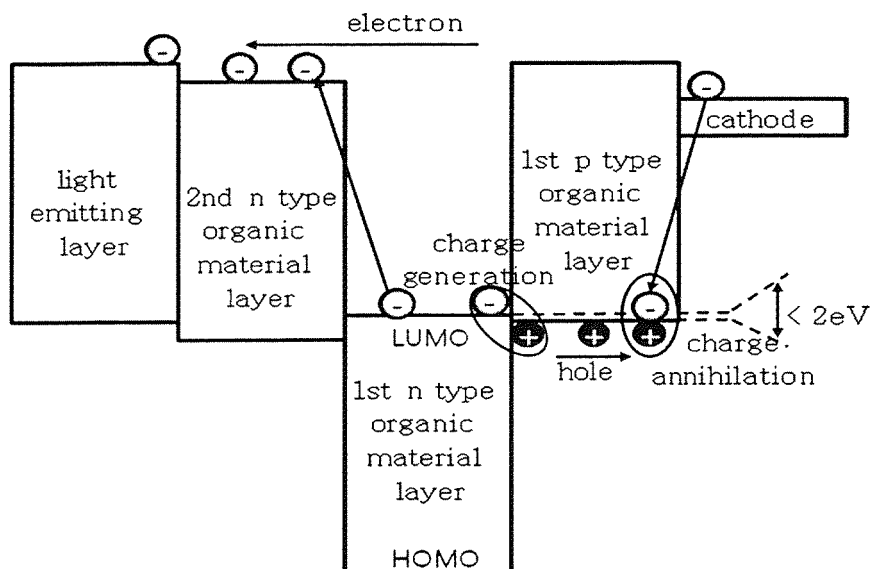 electron
light
emitting
layer
2nd n type
organic
material
layer
charge
generation
LUMO
1st n type
organic
material
layer
HOMO
1st p type
organic
material
layer
hole
cathode
< 2eV
charge
annihilation